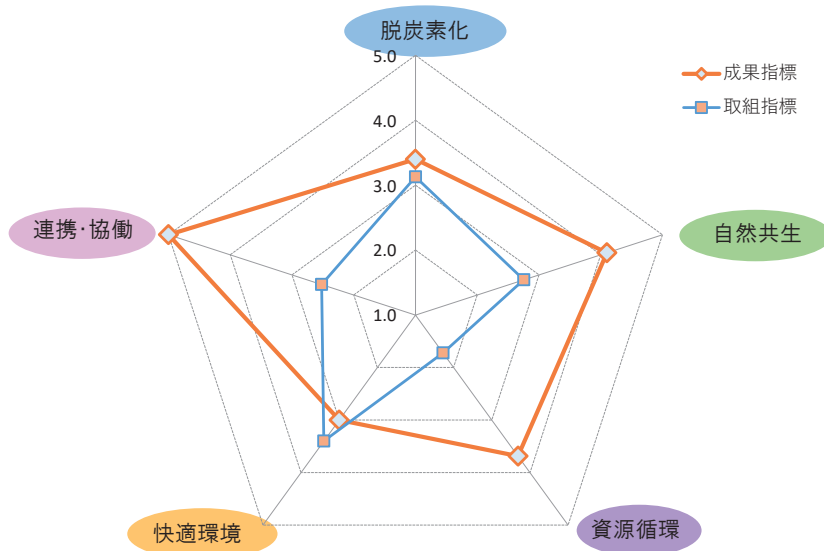 脱炭素化
5.0
成果指標
取組指標
4.0
3.0
連携・協働
自然共生
2.0
1.0
快適環境
資源循環